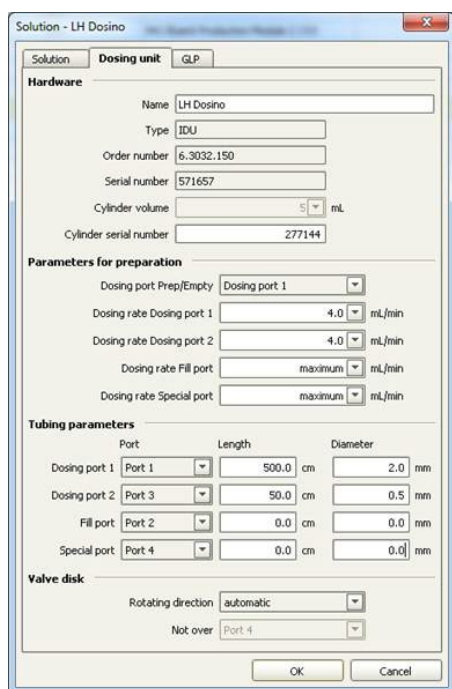 Solution - LH Dosino
Solution Dosing unit GLP
Hardware
Name LH Dosino
Type IDU
Order number 6.3032.150
Serial number 571657
Cylinder volume 5 mL
Cylinder serial number 277144
Parameters for preparation
Dosing port Prep/Empty Dosing port 1
Dosing rate Dosing port 1 4.0 mL/min
Dosing rate Dosing port 2 4.0 mL/min
Dosing rate Fill port maximum mL/min
Dosing rate Special port maximum mL/min
Tubing parameters
Port Length Diameter
Dosing port 1 Port 1 500.0 cm 2.0 mm
Dosing port 2 Port 3 50.0 cm 0.5 mm
Fill port Port 2 0.0 cm 0.0 mm
Special port Port 4 0.0 cm 0.0 mm
Valve disk
Rotating direction automatic
Not over Port 4
OK Cancel